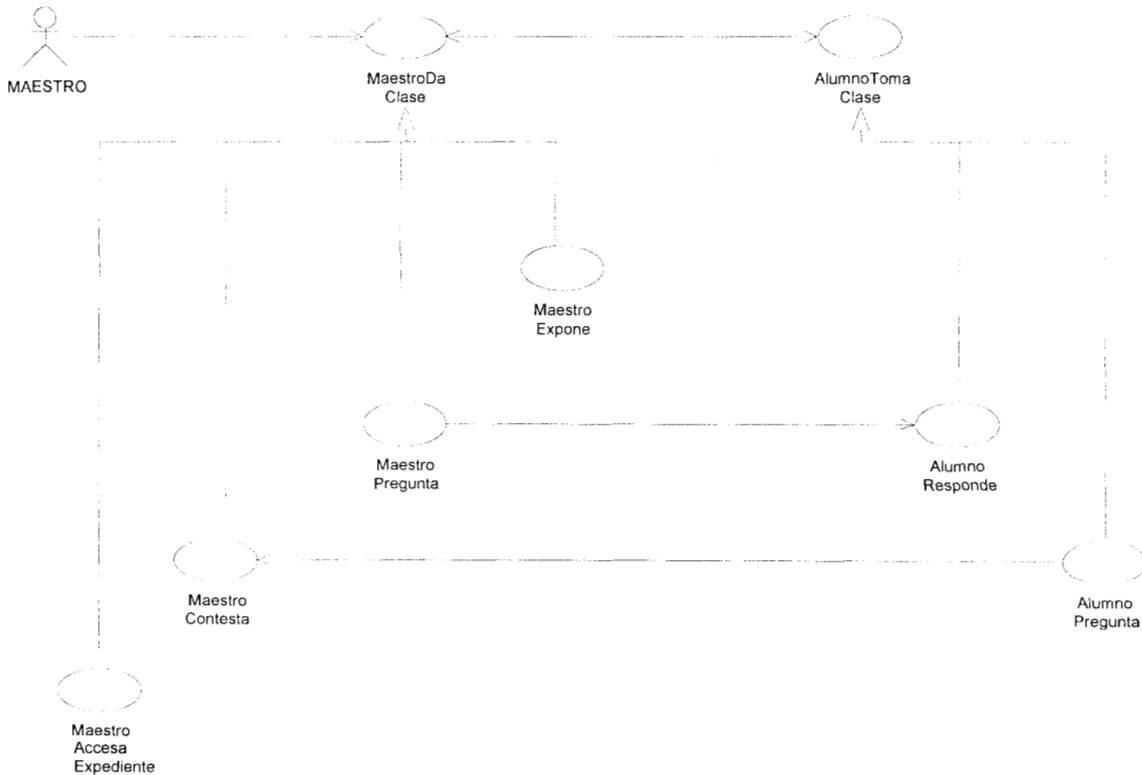 MAESTRO
MaestroDa
Clase
AlumnoToma
Clase
Maestro
Expone
Maestro
Pregunta
Alumno
Responde
Maestro
Contesta
Alumno
Pregunta
Maestro
Accesa
Expediente